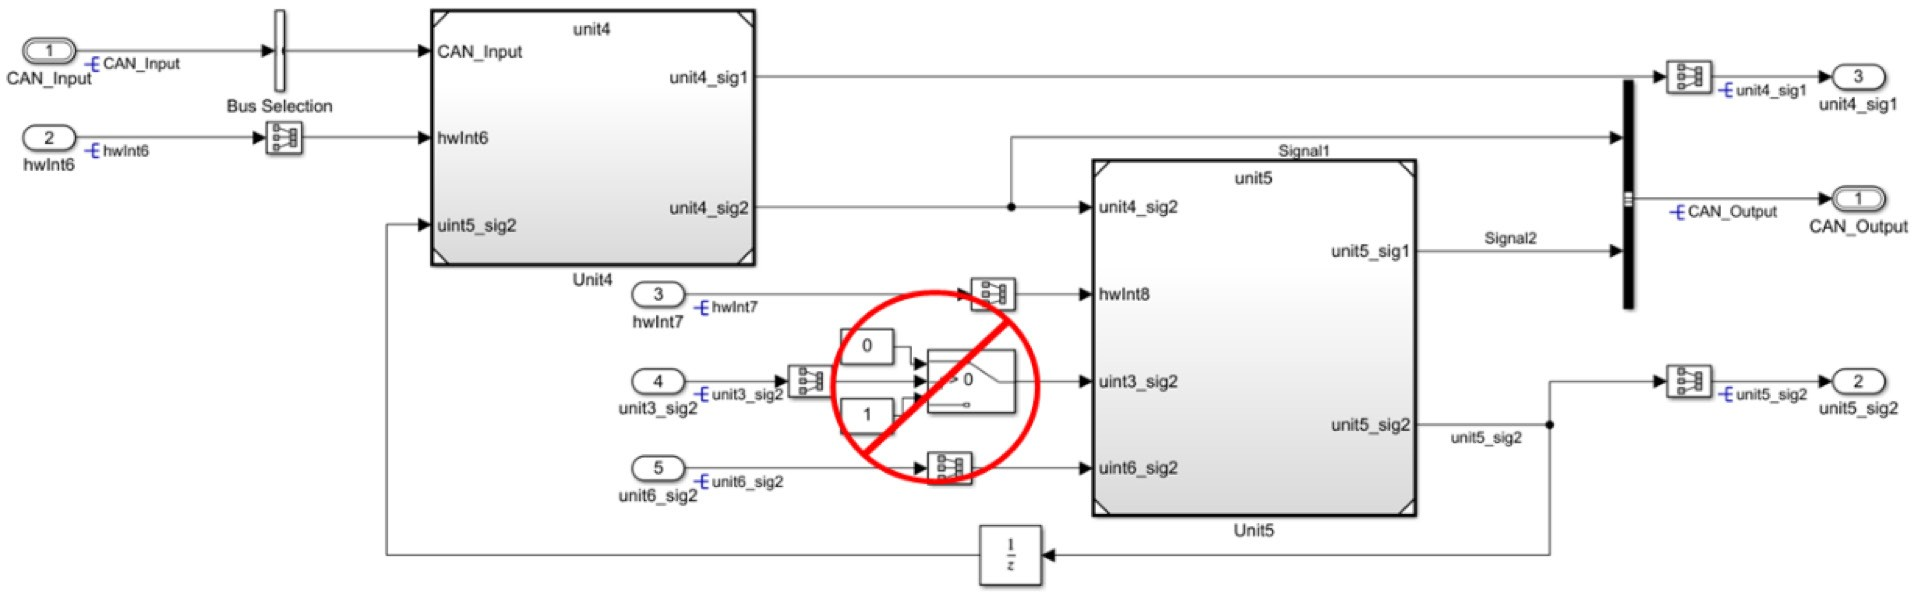 unit4
1
CAN_Input
CAN_Input
Bus Selection
CAN_Input
unit4_sig1
3
unit4_sig1
unit4_sig1
2
hwInt6
hwInt6
hwInt6
Signal1
unit5
unit4_sig2
unit4_sig2
1
CAN_Output
CAN_Output
uint5_sig2
Unit4
unit5_sig1
Signal2
3
hwInt7
hwInt7
hwInt8
0
4
unit3_sig2
unit3_sig2
> 0
1
uint3_sig2
2
unit5_sig2
unit5_sig2
unit5_sig2
unit5_sig2
5
unit6_sig2
unit6_sig2
uint6_sig2
Unit5
1
z